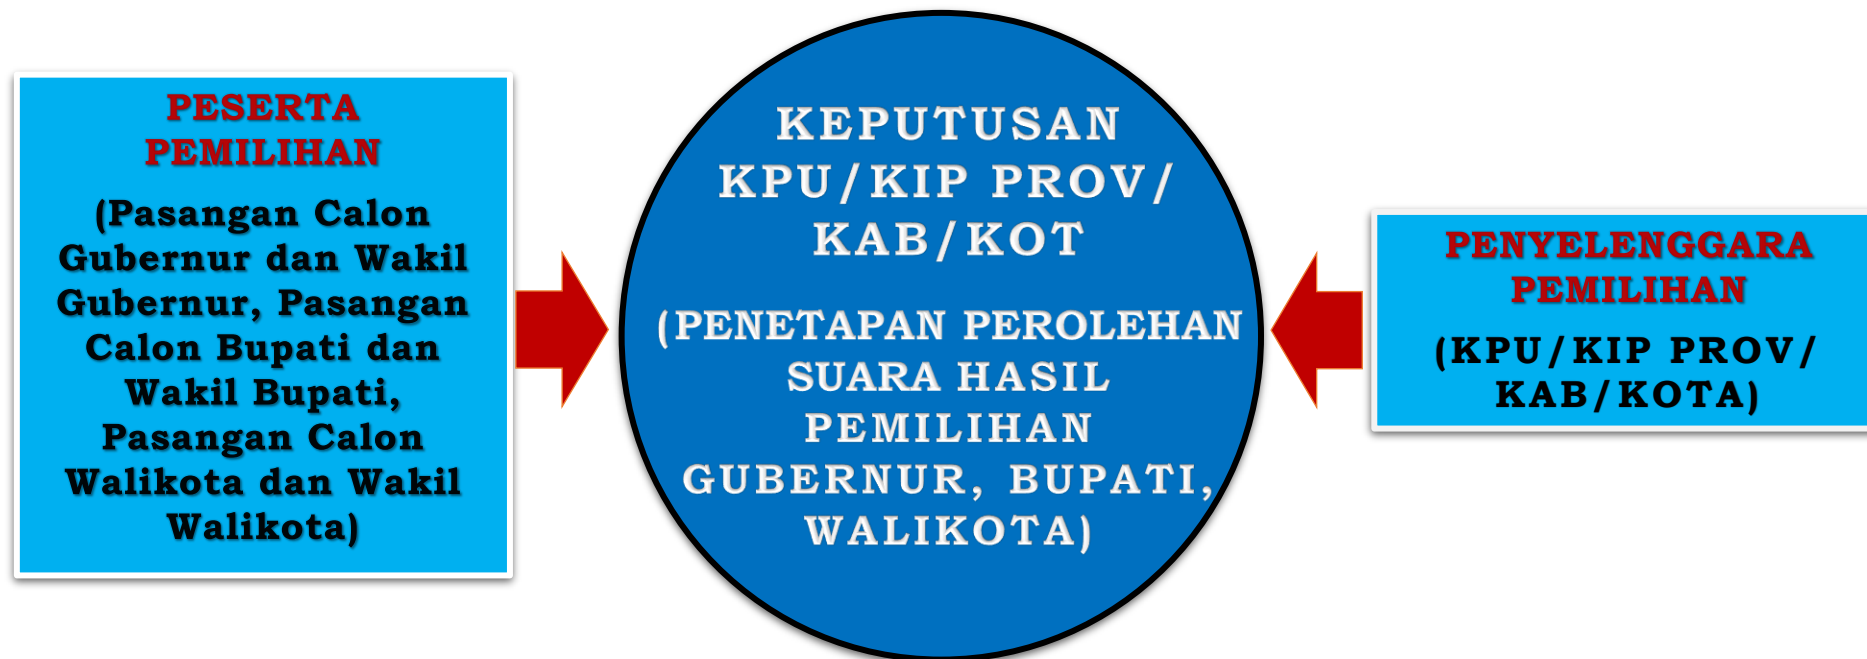 PESERTA
PEMILIHAN
(Pasangan Calon
Gubernur dan Wakil
Gubernur, Pasangan
Calon Bupati dan
Wakil Bupati,
Pasangan Calon
Walikota dan Wakil
Walikota)
KEPUTUSAN
KPU/KIP PROV/
KAB/KOT
(PENETAPAN PEROLEHAN
SUARA HASIL
PEMILIHAN
GUBERNUR, BUPATI,
WALIKOTA)
PENYELENGGARA
PEMILIHAN
(KPU/KIP PROV/
KAB/KOTA)